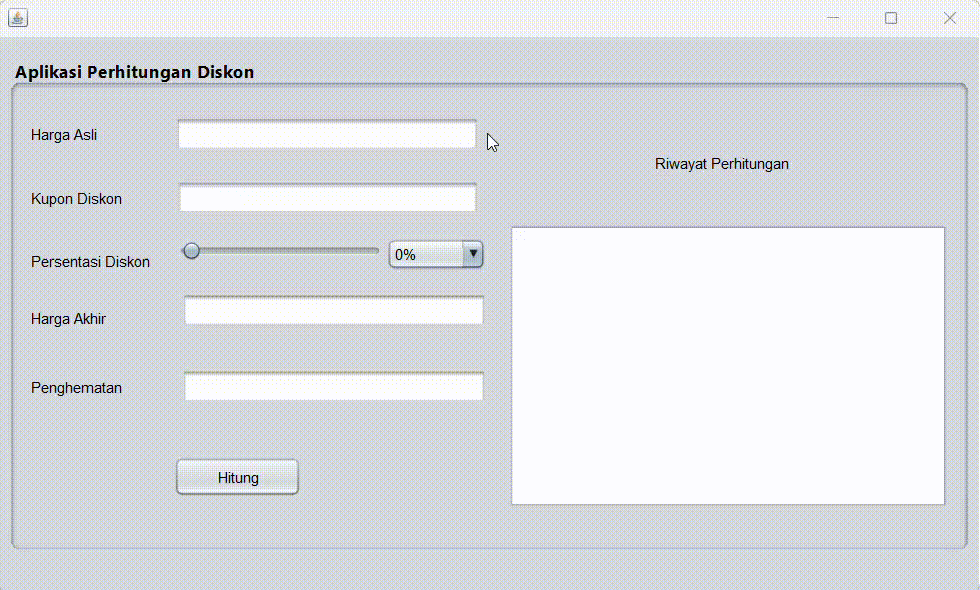 Aplikasi Perhitungan Diskon
Harga Asli
Riwayat Perhitungan
Kupon Diskon
Persentasi Diskon
0%
Harga Akhir
Penghematan
Hitung